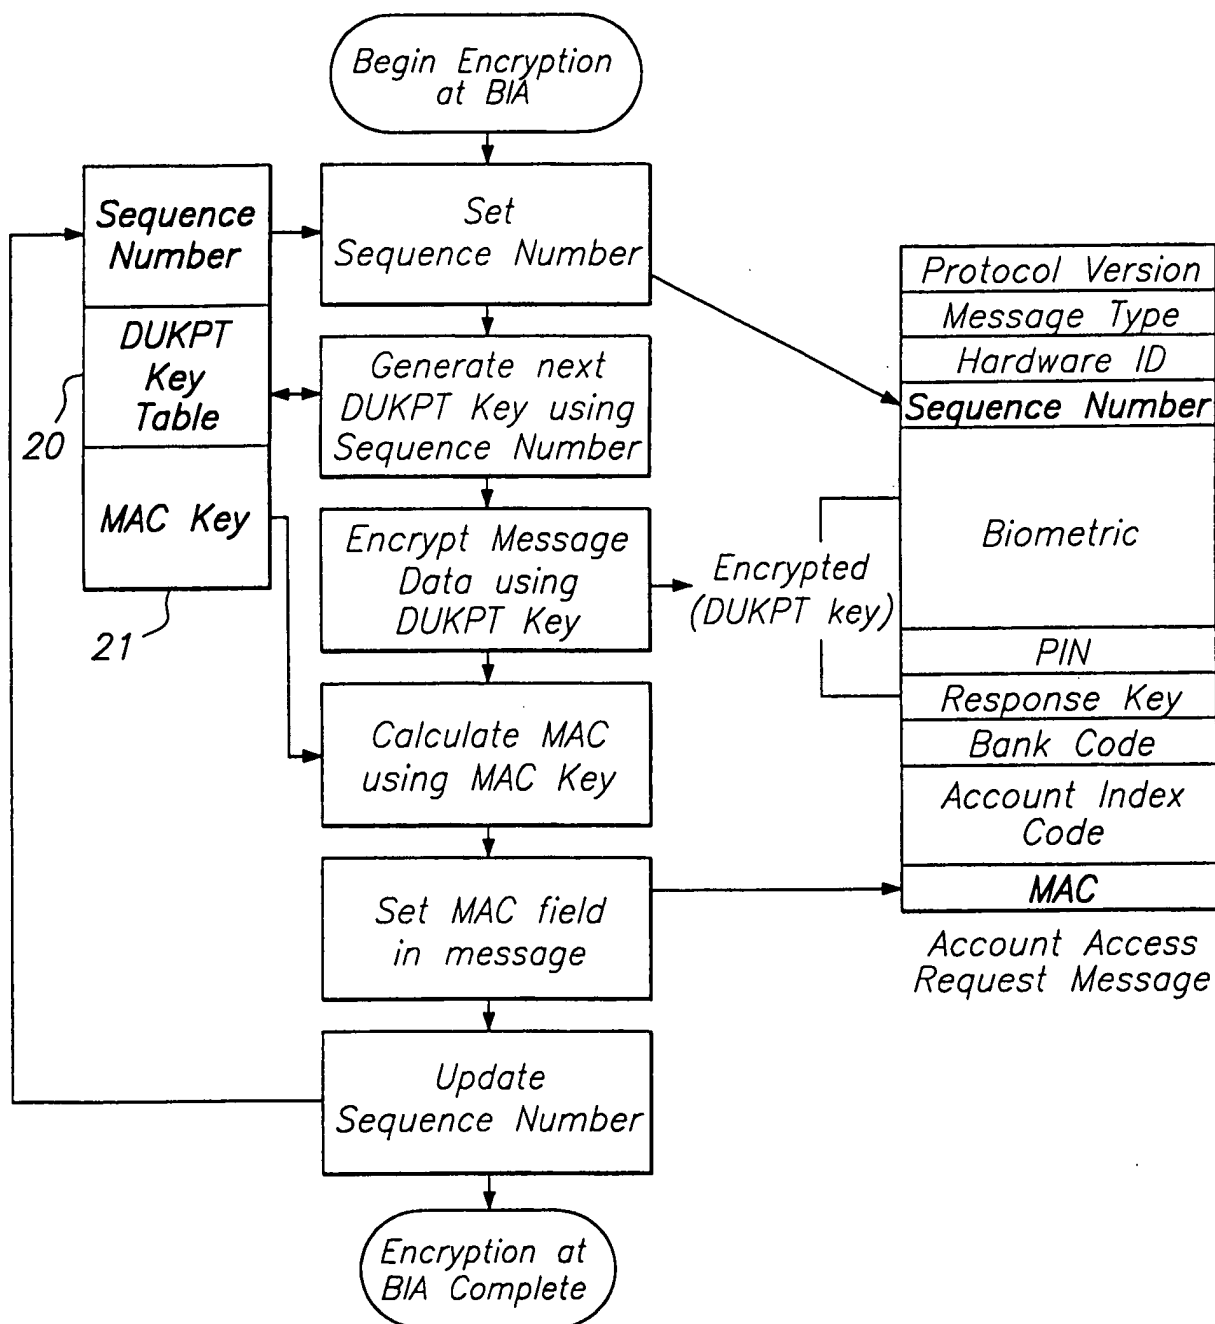 Begin Encryption
at BIA
Sequence
Number
DUKPT
Key
Table
MAC Key
20
21
Set
Sequence Number
Generate next
DUKPT Key using
Sequence Number
Encrypt Message
Data using
DUKPT Key
Calculate MAC
using MAC Key
Set MAC field
in message
Update
Sequence Number
Encryption at
BIA Complete
Encrypted
(DUKPT key)
Protocol Version
Message Type
Hardware ID
Sequence Number
Biometric
PIN
Response Key
Bank Code
Account Index
Code
MAC
Account Access
Request Message